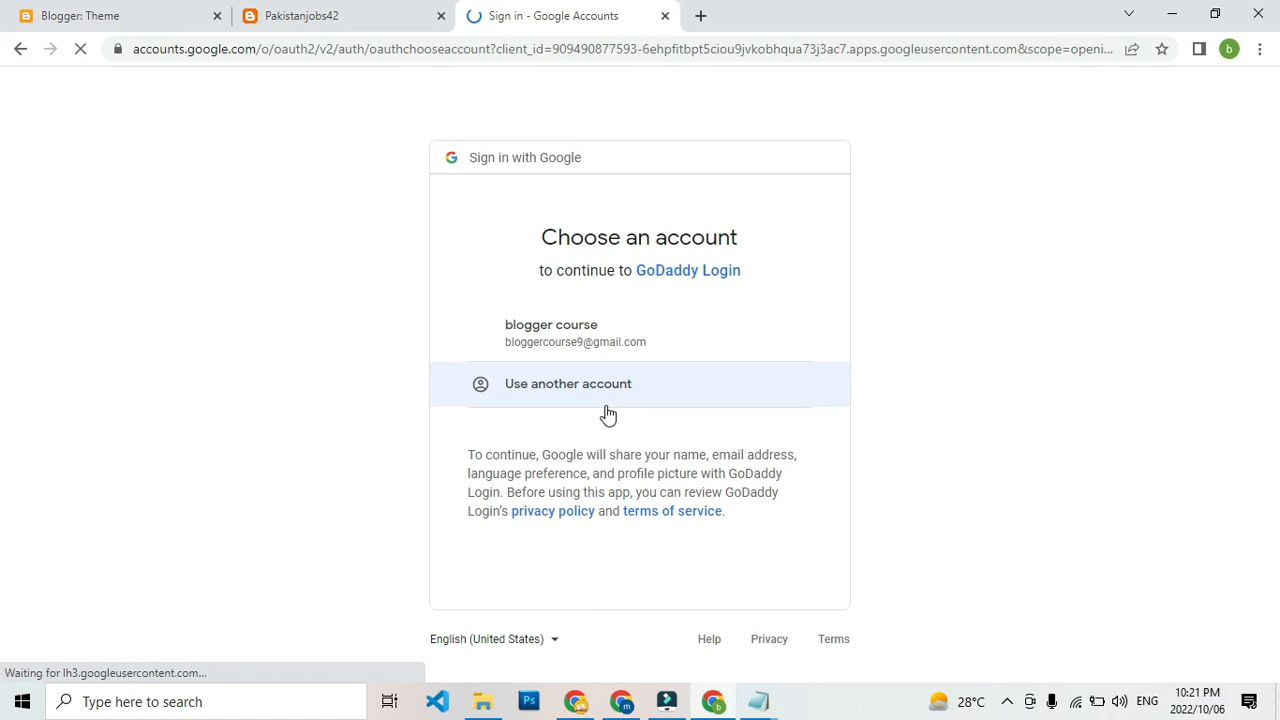 Blogger: Theme
Pakistanjobs42
Sign in - Google Accounts
accounts.google.com/o/oauth2/v2/auth/oauthchooseaccount?client_id=909490877593-6ehpfitbpt5ciou9jvkobhqua73j3ac7.apps.googleusercontent.com&scope=openi...
b
Sign in with Google
Choose an account
to continue to GoDaddy Login
blogger course
bloggercourse9@gmail.com
Use another account
To continue, Google will share your name, email address,
language preference, and profile picture with GoDaddy
Login. Before using this app, you can review GoDaddy
Login's privacy policy and terms of service.
English (United States)
Help
Privacy
Terms
Waiting for lh3.googleusercontent.com...
Type here to search
Ps
m
b
28°C
ENG
10:21 PM
2022/10/06